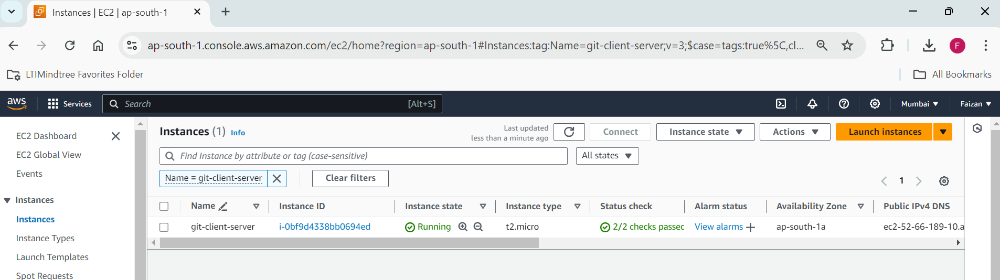 Instances | EC2 | ap-south-1
ap-south-1.console.aws.amazon.com/ec2/home?region=ap-south-1#Instances:tag:Name=git-client-server;v=3;$case=tags:true%5C,cl...
F
LTIMindtree Favorites Folder
All Bookmarks
aws
Services
Search
[Alt+S]
Mumbai
Faizan
EC2 Dashboard
EC2 Global View
Events
Instances
Instances
Instance Types
Launch Templates
Spot Requests
Instances (1) Info
Last updated
less than a minute ago
Connect
Instance state
Actions
Launch instances
Find Instance by attribute or tag (case-sensitive)
All states
Name = git-client-server
Clear filters
1
Name Instance ID Instance state Instance type Status check Alarm status Availability Zone Public IPv4 DNS
git-client-server i-0bf9d4338bb0694ed Running t2.micro 2/2 checks passec View alarms + ap-south-1a ec2-52-66-189-10.a